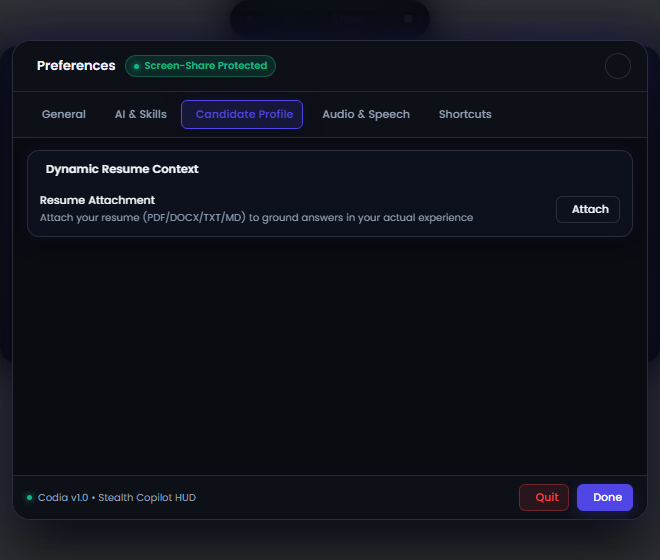 Preferences
Screen-Share Protected
General
AI & Skills
Candidate Profile
Audio & Speech
Shortcuts
Dynamic Resume Context
Resume Attachment
Attach your resume (PDF/DOCX/TXT/MD) to ground answers in your actual experience
Attach
Codia v1.0 • Stealth Copilot HUD
Quit
Done